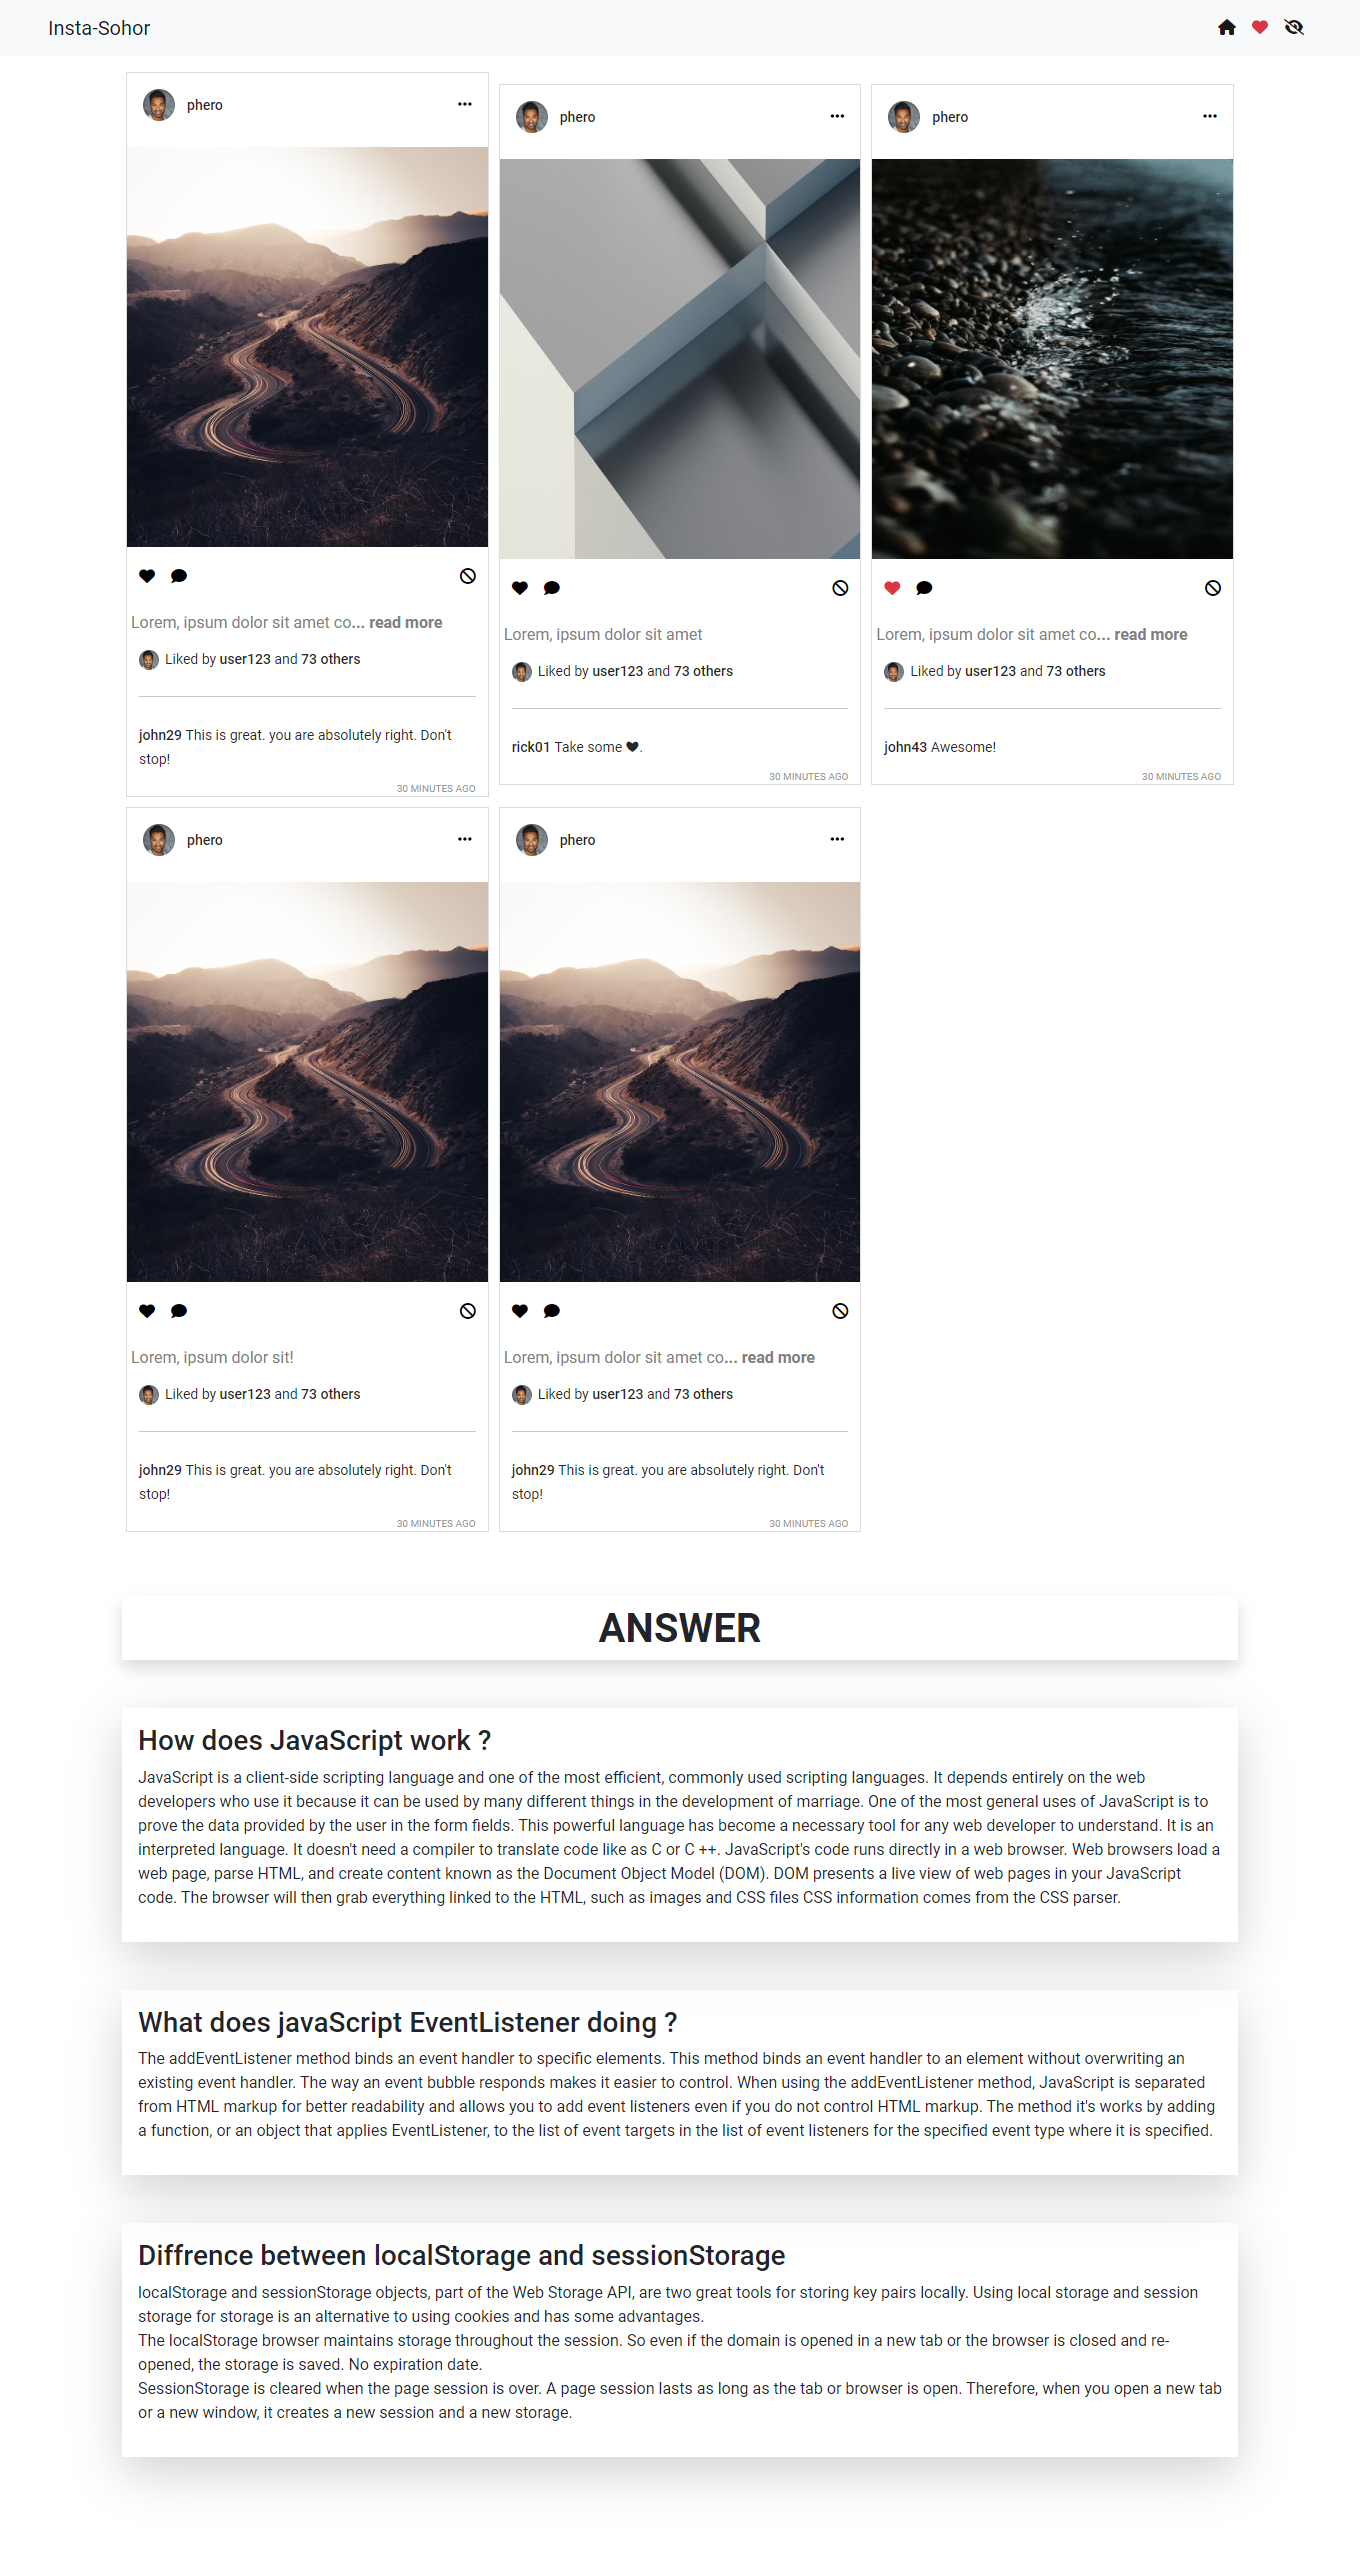 Insta-Sohor
phero
Lorem, ipsum dolor sit amet co... read more
Liked by user123 and 73 others
john29 This is great. you are absolutely right. Don't
stop!
30 MINUTES AGO
phero
Lorem, ipsum dolor sit amet
Liked by user123 and 73 others
rick01 Take some ♥.
30 MINUTES AGO
phero
Lorem, ipsum dolor sit amet co... read more
Liked by user123 and 73 others
john43 Awesome!
30 MINUTES AGO
phero
Lorem, ipsum dolor sit!
Liked by user123 and 73 others
john29 This is great. you are absolutely right. Don't
stop!
30 MINUTES AGO
phero
Lorem, ipsum dolor sit amet co... read more
Liked by user123 and 73 others
john29 This is great. you are absolutely right. Don't
stop!
30 MINUTES AGO
ANSWER
How does JavaScript work ?
JavaScript is a client-side scripting language and one of the most efficient, commonly used scripting languages. It depends entirely on the web
developers who use it because it can be used by many different things in the development of marriage. One of the most general uses of JavaScript is to
prove the data provided by the user in the form fields. This powerful language has become a necessary tool for any web developer to understand. It is an
interpreted language. It doesn't need a compiler to translate code like as C or C ++. JavaScript's code runs directly in a web browser. Web browsers load a
web page, parse HTML, and create content known as the Document Object Model (DOM). DOM presents a live view of web pages in your JavaScript
code. The browser will then grab everything linked to the HTML, such as images and CSS files CSS information comes from the CSS parser.
What does javaScript EventListener doing ?
The addEventListener method binds an event handler to specific elements. This method binds an event handler to an element without overwriting an
existing event handler. The way an event bubble responds makes it easier to control. When using the addEventListener method, JavaScript is separated
from HTML markup for better readability and allows you to add event listeners even if you do not control HTML markup. The method it's works by adding
a function, or an object that applies EventListener, to the list of event targets in the list of event listeners for the specified event type where it is specified.
Diffrence between localStorage and sessionStorage
localStorage and sessionStorage objects, part of the Web Storage API, are two great tools for storing key pairs locally. Using local storage and session
storage for storage is an alternative to using cookies and has some advantages.
The localStorage browser maintains storage throughout the session. So even if the domain is opened in a new tab or the browser is closed and re-
opened, the storage is saved. No expiration date.
SessionStorage is cleared when the page session is over. A page session lasts as long as the tab or browser is open. Therefore, when you open a new tab
or a new window, it creates a new session and a new storage.